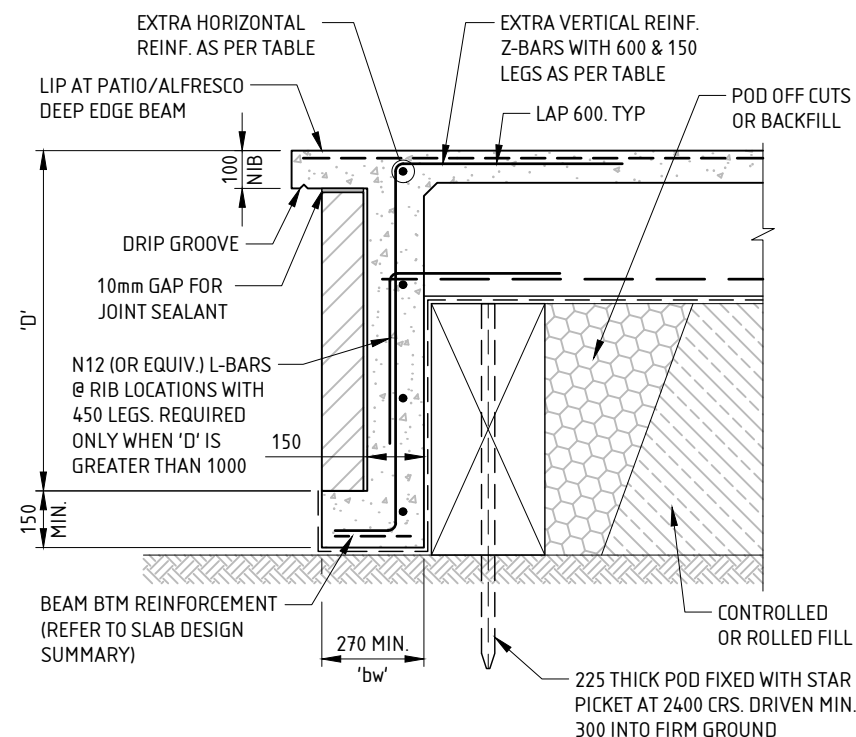 EXTRA HORIZONTAL
REINF. AS PER TABLE
EXTRA VERTICAL REINF.
Z-BARS WITH 600 & 150
LEGS AS PER TABLE
LIP AT PATIO/ALFRESCO
DEEP EDGE BEAM
LAP 600. TYP
POD OFF CUTS
OR BACKFILL
100
NIB
DRIP GROOVE
10mm GAP FOR
JOINT SEALANT
'D'
N12 (OR EQUIV.) L-BARS
@ RIB LOCATIONS WITH
450 LEGS. REQUIRED
ONLY WHEN 'D' IS
GREATER THAN 1000
150
150
MIN.
BEAM BTM REINFORCEMENT
(REFER TO SLAB DESIGN
SUMMARY)
270 MIN.
'bw'
CONTROLLED
OR ROLLED FILL
225 THICK POD FIXED WITH STAR
PICKET AT 2400 CRS. DRIVEN MIN.
300 INTO FIRM GROUND